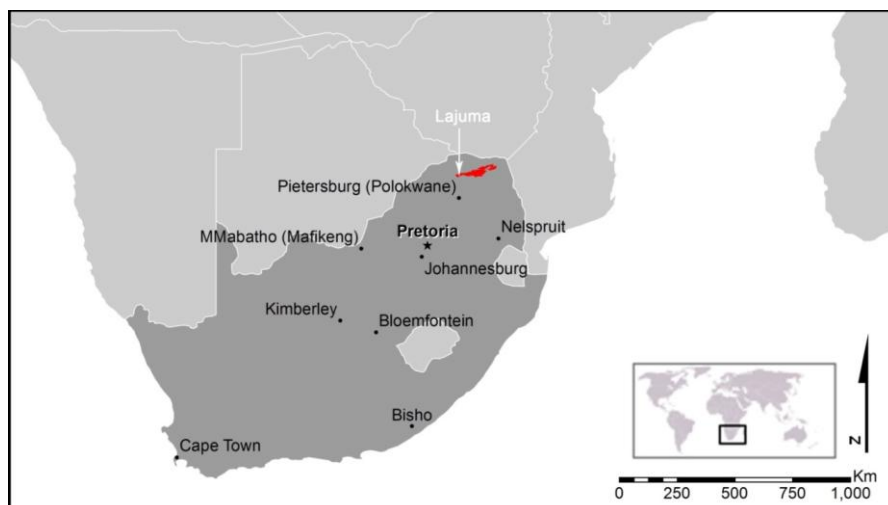 Lajuma
Pietersburg (Polokwane)
MMabatho (Mafikeng)
Pretoria
Nelspruit
Johannesburg
Kimberley
Bloemfontein
Bisho
Cape Town
N
Km
0 250 500 750 1,000